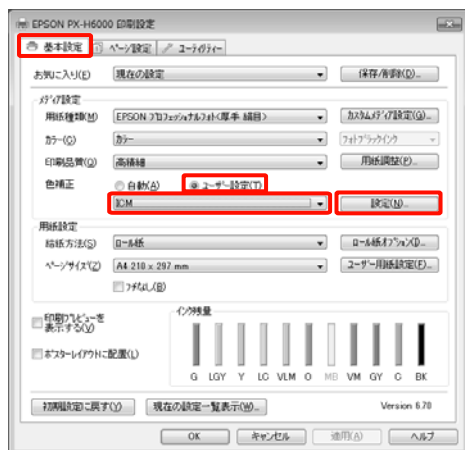 EPSON PX-H6000 印刷設定
基本設定 ページ設定 ユーティリティ
お気に入り(E) 現在の設定 保存/削除(D)...
メディア設定
用紙種類(M) EPSON プロフェッショナルフォト<厚手 絹目> カスタムメディア設定(G)...
カラー(O) カラー フォトブラックインク
印刷品質(Q) 高精細 用紙調整(P)...
色補正 自動(A) ユーザー設定(T)
ICM 設定(N)...
用紙設定
給紙方法(S) ロール紙 ロール紙オプション(L)...
ページサイズ(Z) A4 210 x 297 mm ユーザー用紙設定(F)...
フチなし(B)
印刷プレビューを
表示する(V)
インク残量
ポスターレイアウトに配置(L)
G LGY Y LC VLM O MB VM GY C BK
初期設定に戻す(Y) 現在の設定一覧表示(W)... Version 6.70
OK キャンセル 適用(A) ヘルプ